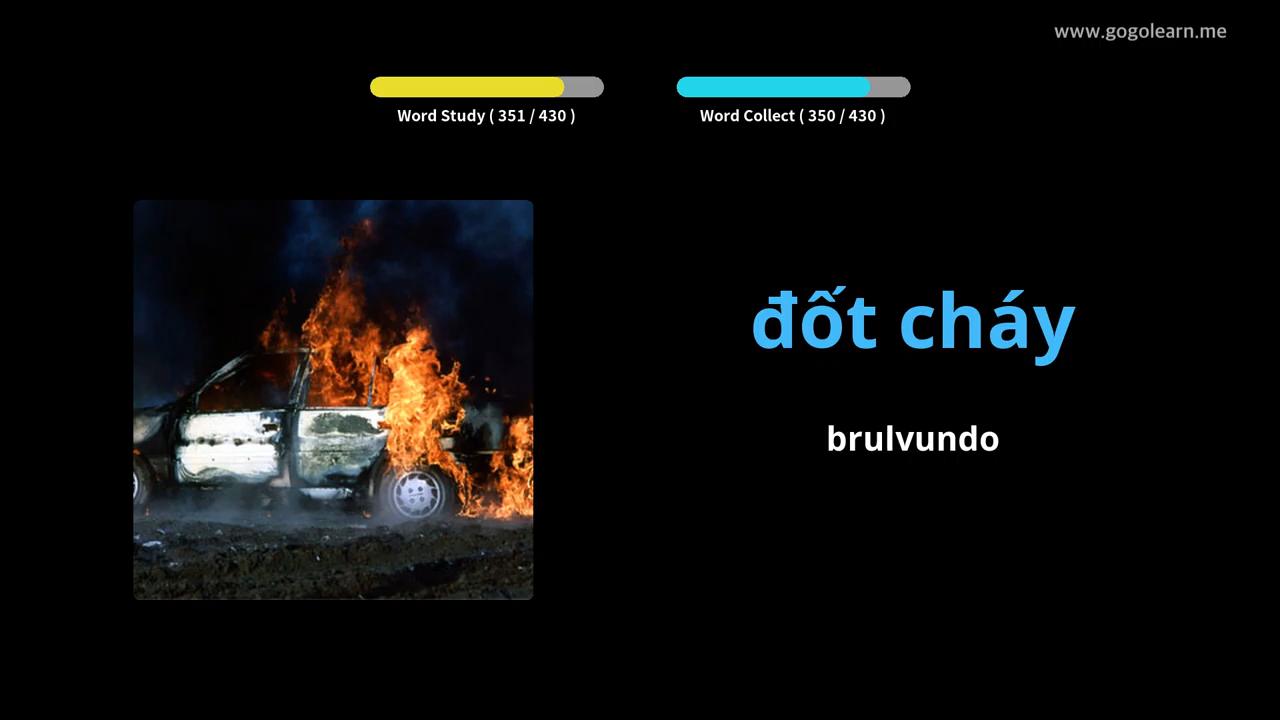 www.gogolearn.me
Word Study ( 351 / 430 )
Word Collect ( 350 / 430 )
đốt cháy
brulvundo